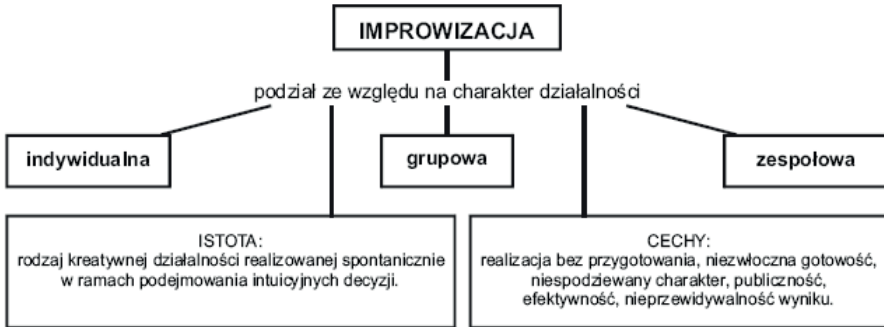 IMPROWIZACJA
podział ze względu na charakter działalności
indywidualna
grupowa
zespołowa
ISTOTA:
rodzaj kreatywnej działalności realizowanej spontanicznie
w ramach podejmowania intuicyjnych decyzji.
CECHY:
realizacja bez przygotowania, niezwłoczna gotowość,
niespodziewany charakter, publiczność,
efektywność, nieprzewidywalność wyniku.